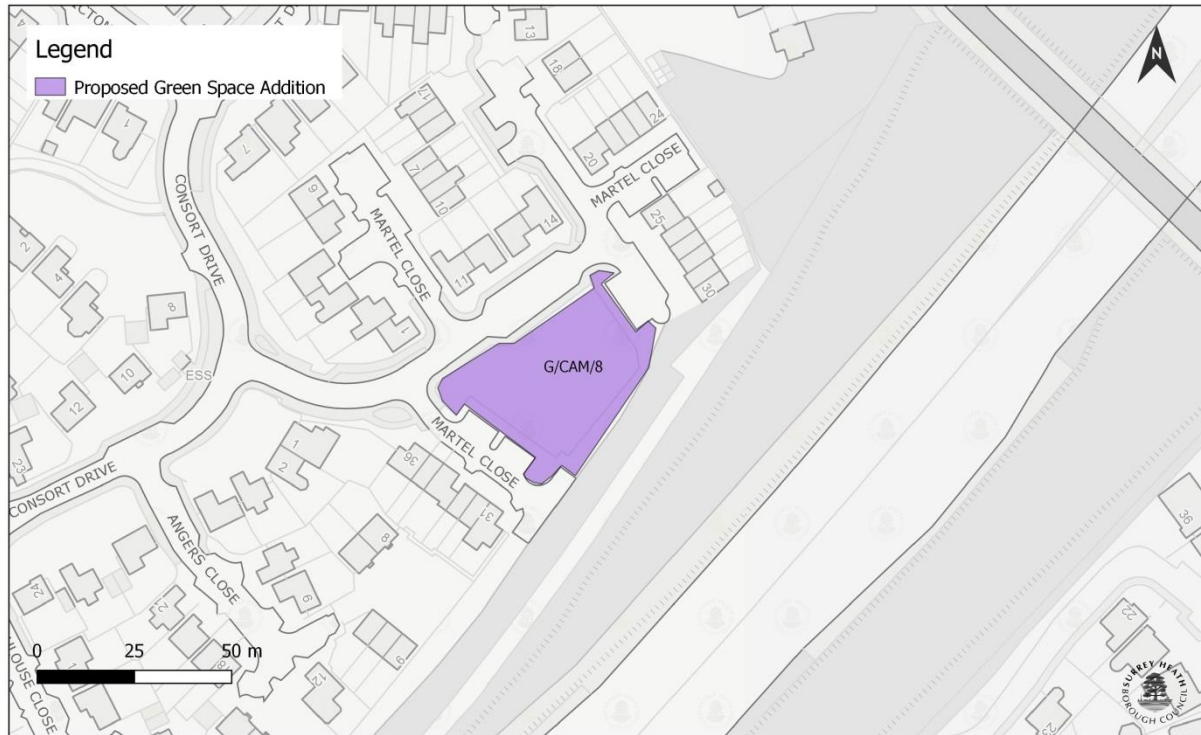 Legend
Proposed Green Space Addition
N
G/CAM/8
CONSORT DRIVE
MARTEL CLOSE
MARTEL CLOSE
MARTEL CLOSE
CONSORT DRIVE
ANGERS CLOSE
ESS
1
7
9
17
7
10
11
14
13
18
20
24
25
30
1
2
4
8
10
12
23
1
2
36
31
8
9
6
24
21
12
36
22
23
0 25 50 m
SURREY HEATH
BOROUGH COUNCIL